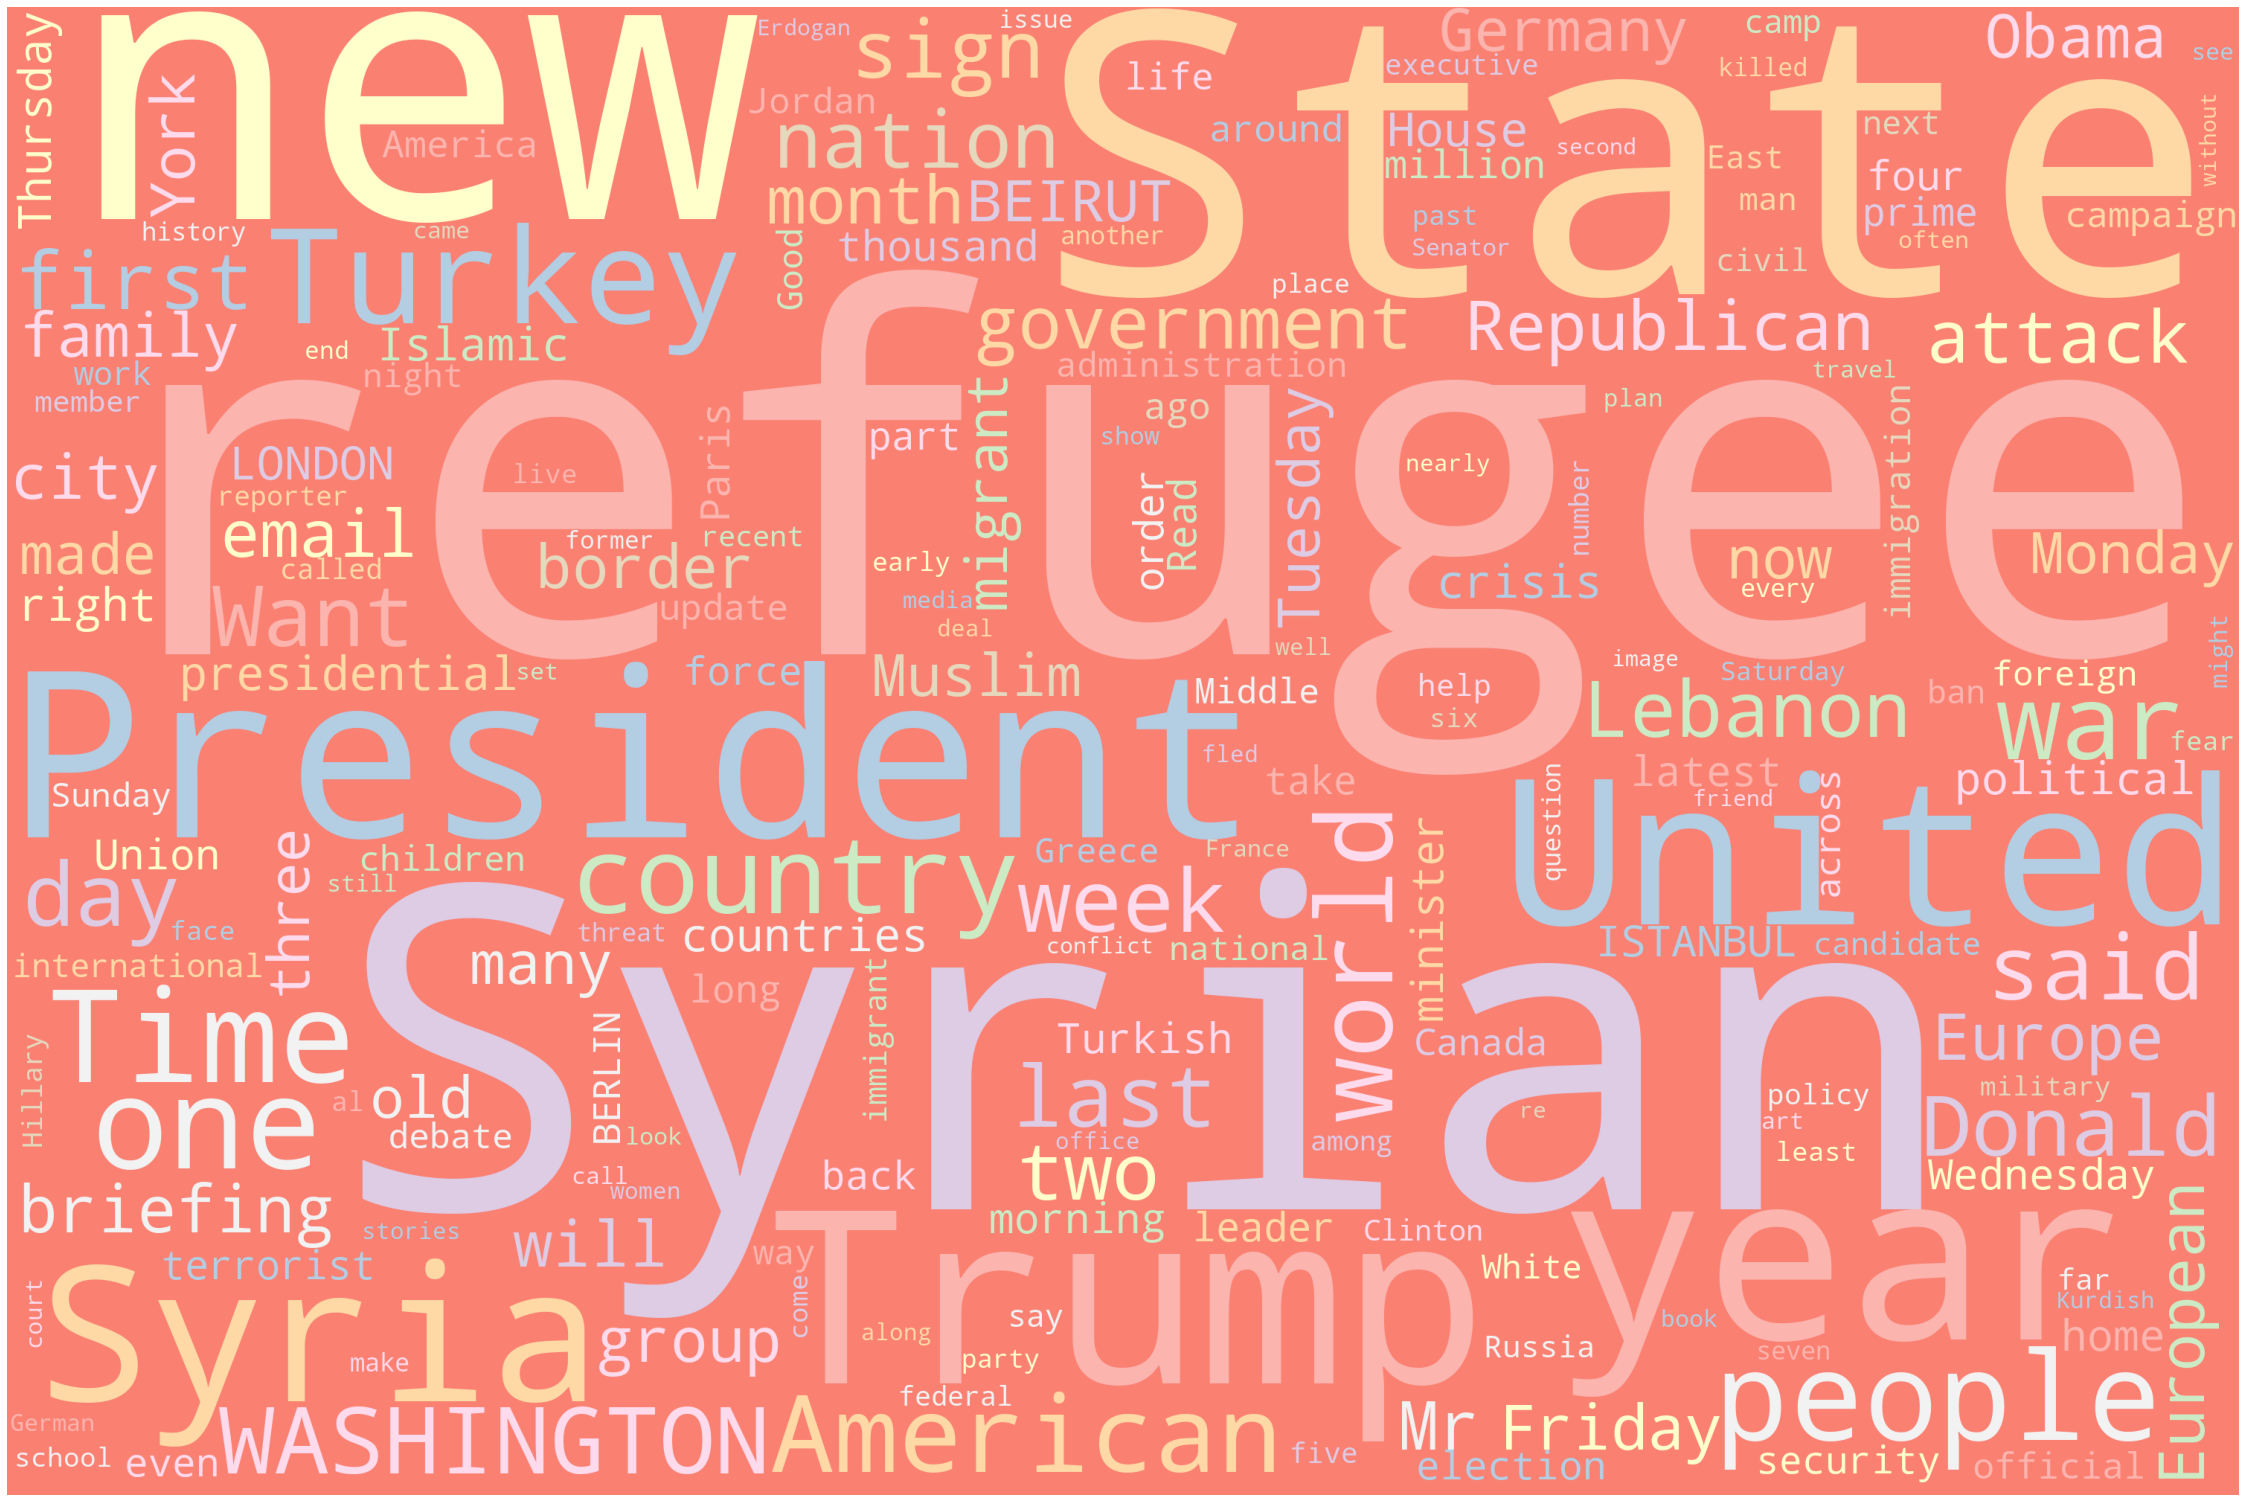 new
State
refugee
Syrian
President
United
Trump
year
Syria
Turkey
people
WASHINGTON
American
Time
one
country
week
world
Lebanon
war
said
day
last
two
Thursday
York
America
history
came
Erdogan
issue
sign
Jordan
nation
month
BEIRUT
thousand
another
Good
life
around
Germany
executive
House
million
past
Senator
second
place
camp
killed
East
man
civil
Obama
see
without
next
four
prime
often
campaign
first
family
Islamic
end
night
work
member
government
administration
Republican
attack
travel
plan
city
LONDON
reporter
email
called
made
right
Want
live
former
border
update
Paris
recent
part
early
media
deal
migrant
ago
show
order
Read
Tuesday
well
nearly
number
crisis
immigration
now
every
Monday
might
presidential
set
force
Muslim
Middle
help
six
image
Saturday
ban
foreign
fear
fled
take
latest
friend
political
Sunday
Union
three
children
still
face
international
many
threat
countries
long
Greece
France
conflict
national
minister
question
across
ISTANBUL
candidate
Europe
military
Donald
Wednesday
European
Hillary
al
old
debate
BERLIN
look
call
women
immigrant
Turkish
office
back
morning
leader
among
Canada
Clinton
re
policy
art
least
briefing
stories
terrorist
will
way
come
group
court
make
along
say
party
federal
White
Russia
book
seven
far
Kurdish
home
German
school
even
five
Mr
Friday
election
security
official